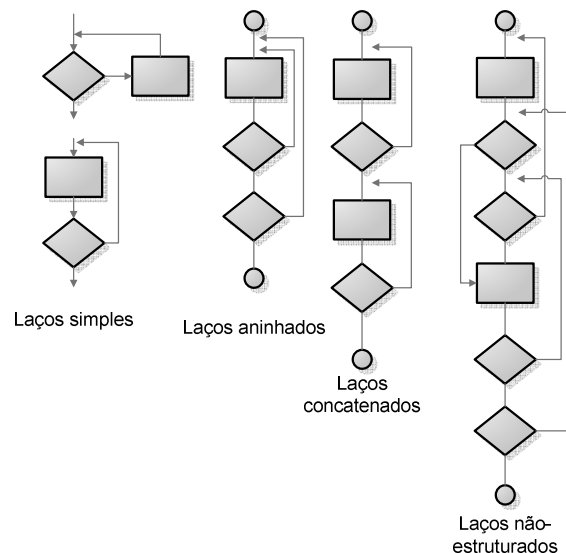 Laços simples
Laços aninhados
Laços
concatenados
Laços não-
estruturados